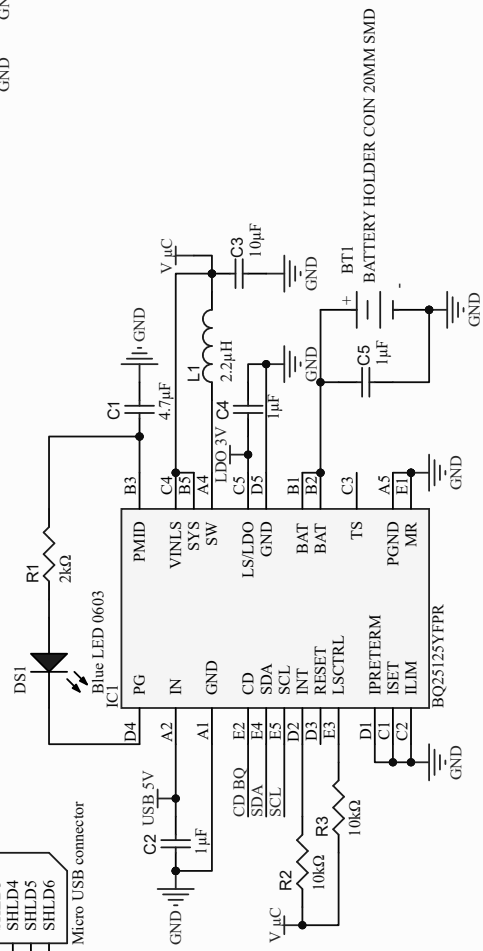 GND
GND
SHLD4
SHLD5
SHLD6
Micro USB connector
DS1
R1
2kΩ
Blue LED 0603
IC1
C1
4.7µF
GND
V µC
C3
10µF
GND
L1
2.2µH
LDO 3V
C4
1µF
GND
BT1
BATTERY HOLDER COIN 20MM SMD
+
-
C5
1µF
GND
USB 5V
C2
1µF
GND
D4 PG PMID B3
A2 IN VINLS C4
SYS B5
A1 GND SW A4
CD BQ E2 CD LS/LDO C5
SDA E4 SDA GND D5
SCL E5 SCL
D2 INT BAT B1
D3 RESET BAT B2
E3 LSCTRL
TS C3
D1 IPRETERM
C1 ISET PGND A5
C2 ILIM MR E1
GND
GND
BQ25125YFPR
V µC
R2
10kΩ
R3
10kΩ